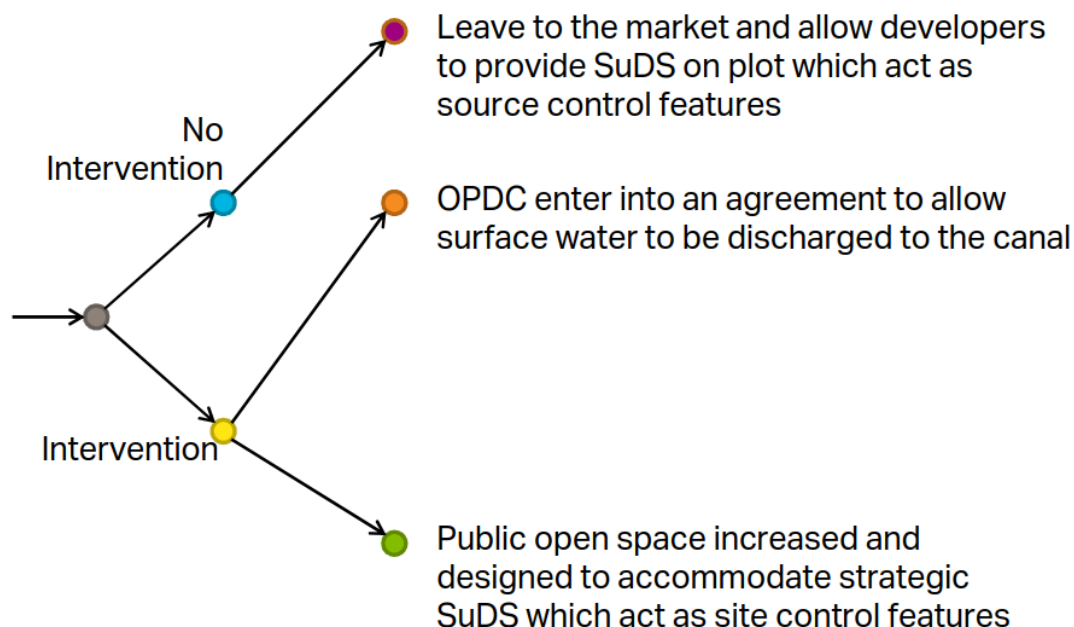 Leave to the market and allow developers
to provide SuDS on plot which act as
source control features
No
Intervention
OPDC enter into an agreement to allow
surface water to be discharged to the canal
Intervention
Public open space increased and
designed to accommodate strategic
SuDS which act as site control features